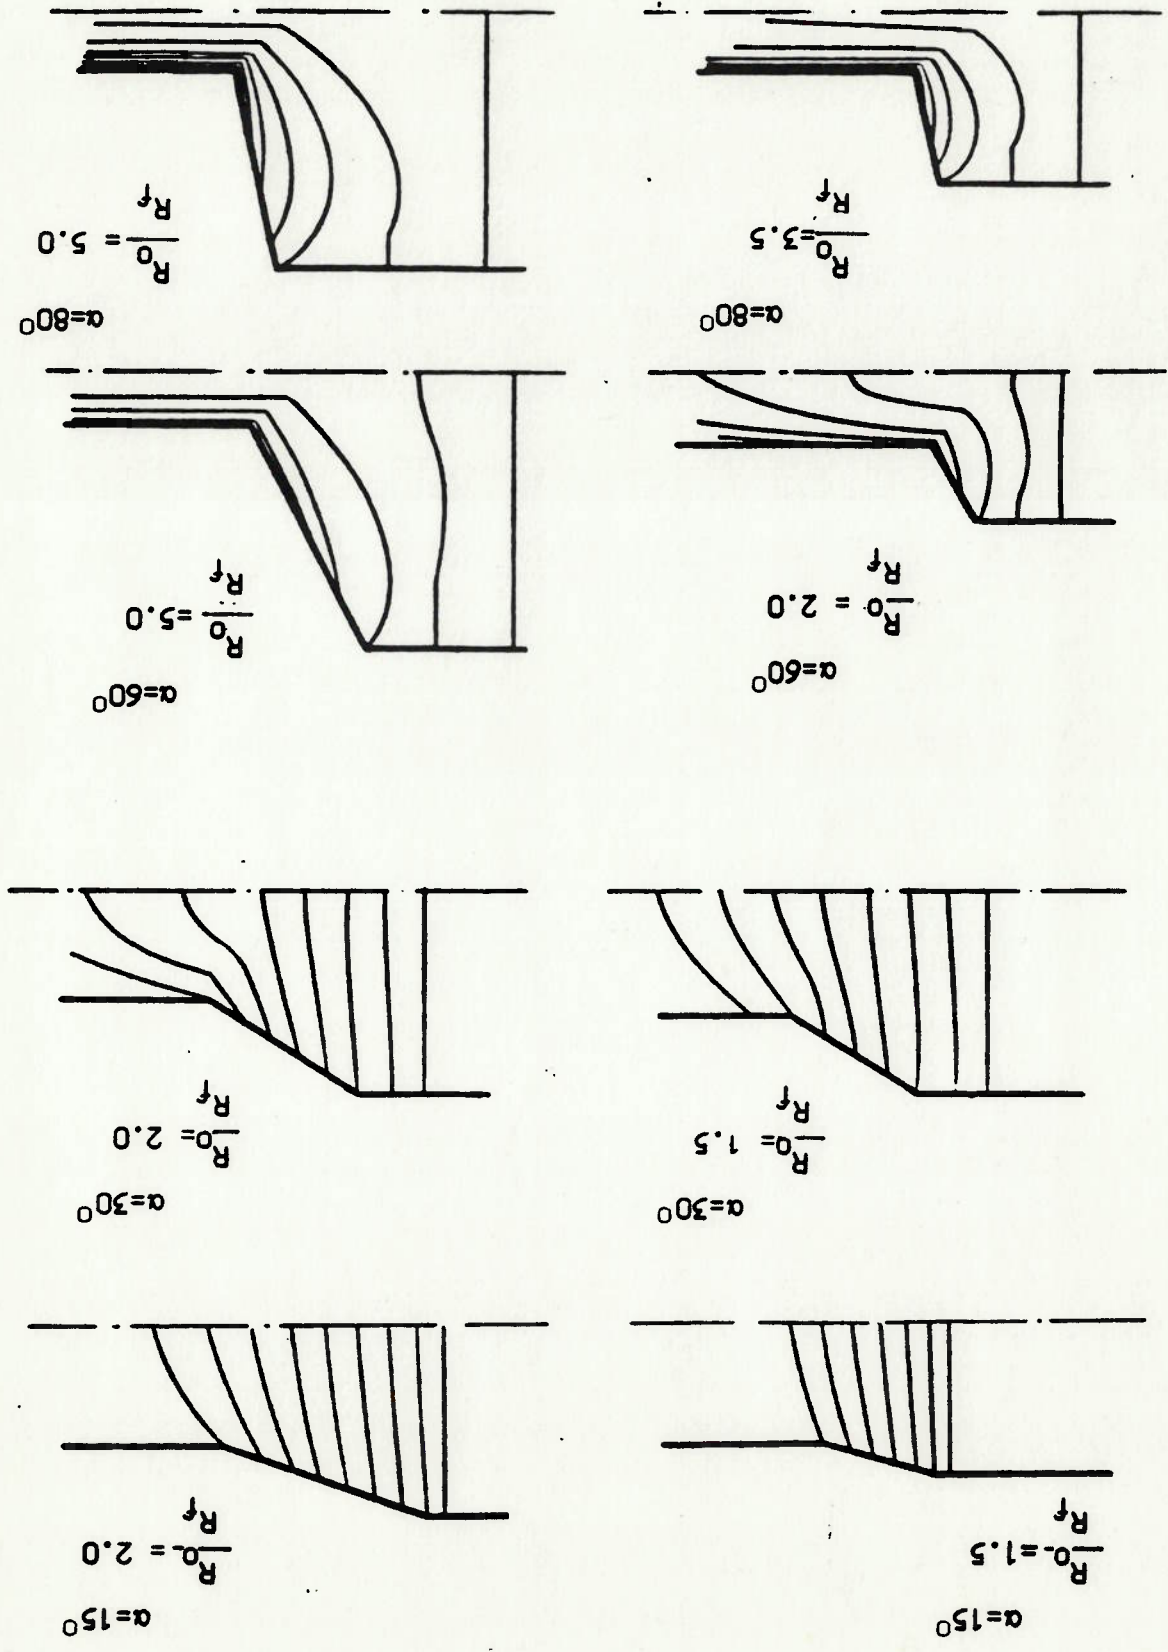 α=15°
R₀/R_f=1.5
α=15°
R₀/R_f = 2.0
α=30°
R₀/R_f = 1.5
α=30°
R₀/R_f = 2.0
α=60°
R₀/R_f = 2.0
α=60°
R₀/R_f =5.0
α=80°
R₀/R_f=3.5
α=80°
R₀/R_f = 5.0